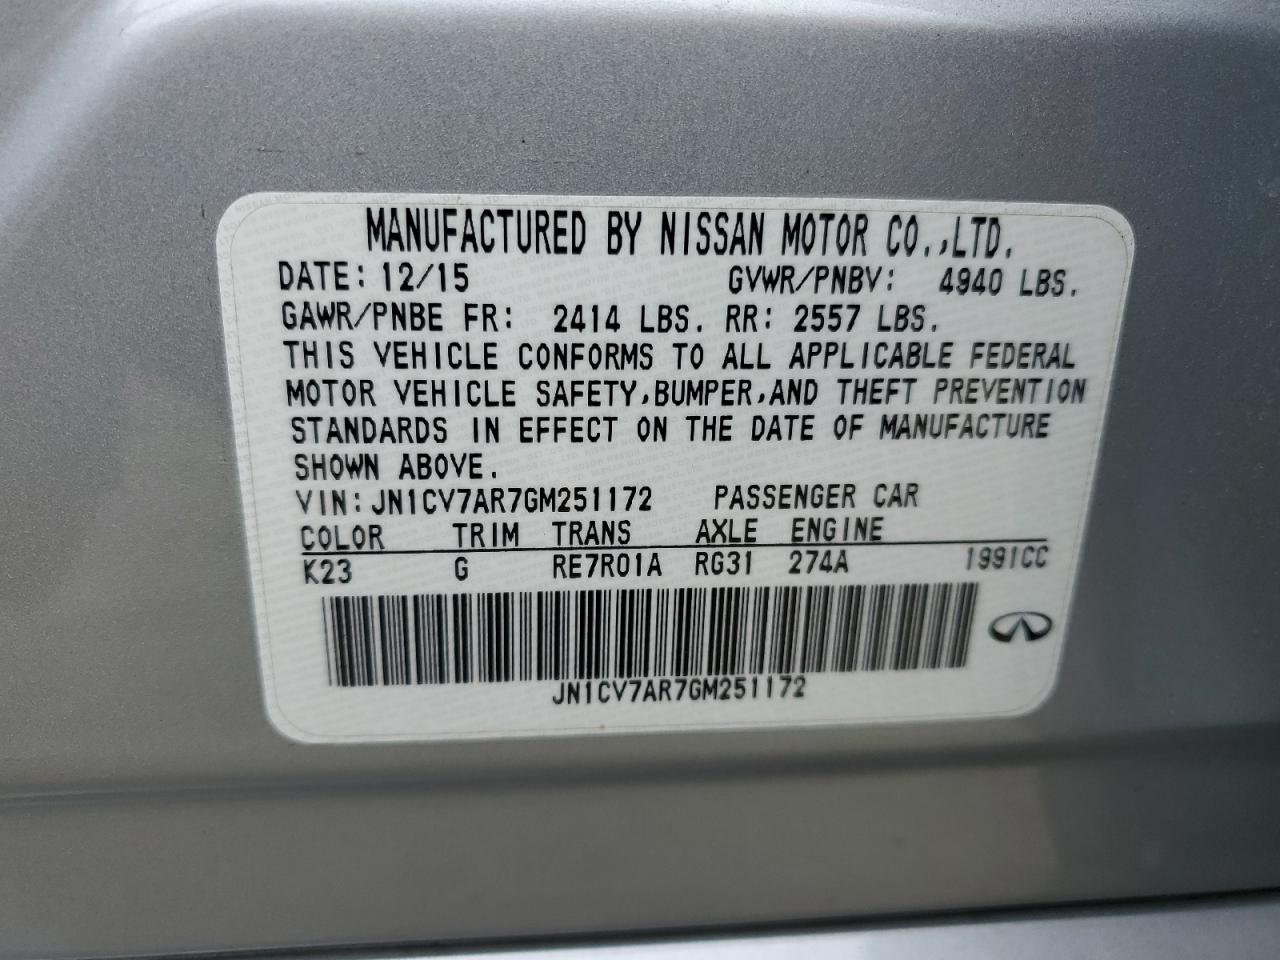 MANUFACTURED BY NISSAN MOTOR CO.,LTD.
DATE: 12/15 GVWR/PNBV: 4940 LBS.
GAWR/PNBE FR: 2414 LBS. RR: 2557 LBS.
THIS VEHICLE CONFORMS TO ALL APPLICABLE FEDERAL
MOTOR VEHICLE SAFETY,BUMPER,AND THEFT PREVENTION
STANDARDS IN EFFECT ON THE DATE OF MANUFACTURE
SHOWN ABOVE.
VIN: JN1CV7AR7GM251172 PASSENGER CAR
COLOR TRIM TRANS AXLE ENGINE
K23 G RE7R01A RG31 274A 1991CC
JN1CV7AR7GM251172